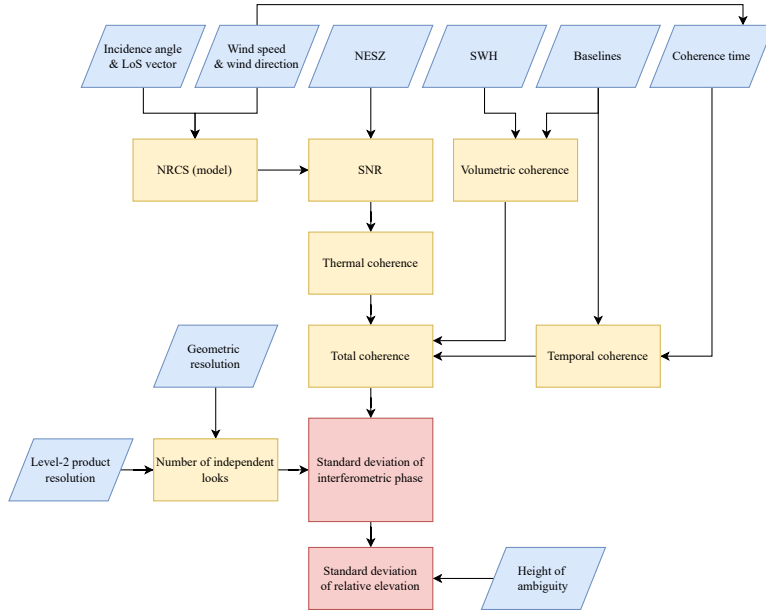 Incidence angle
& LoS vector
Wind speed
& wind direction
NESZ
SWH
Baselines
Coherence time
NRCS (model)
SNR
Volumetric coherence
Thermal coherence
Geometric
resolution
Total coherence
Temporal coherence
Level-2 product
resolution
Number of independent
looks
Standard deviation of
interferometric phase
Standard deviation
of relative elevation
Height of
ambiguity